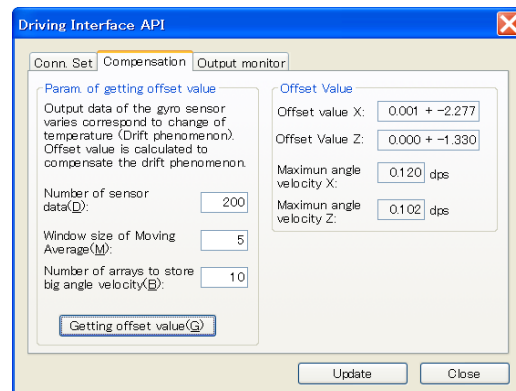 Driving Interface API
Conn. Set
Compensation
Output monitor
Param. of getting offset value
Output data of the gyro sensor
varies correspond to change of
temperature (Drift phenomenon).
Offset value is calculated to
compensate the drift phenomenon.
Number of sensor
data(D): 200
Window size of Moving
Average(M): 5
Number of arrays to store
big angle velocity(B): 10
Getting offset value(G)
Offset Value
Offset value X: 0.001 + -2.277
Offset Value Z: 0.000 + -1.330
Maximun angle
velocity X: 0.120 dps
Maximun angle
velocity Z: 0.102 dps
Update
Close